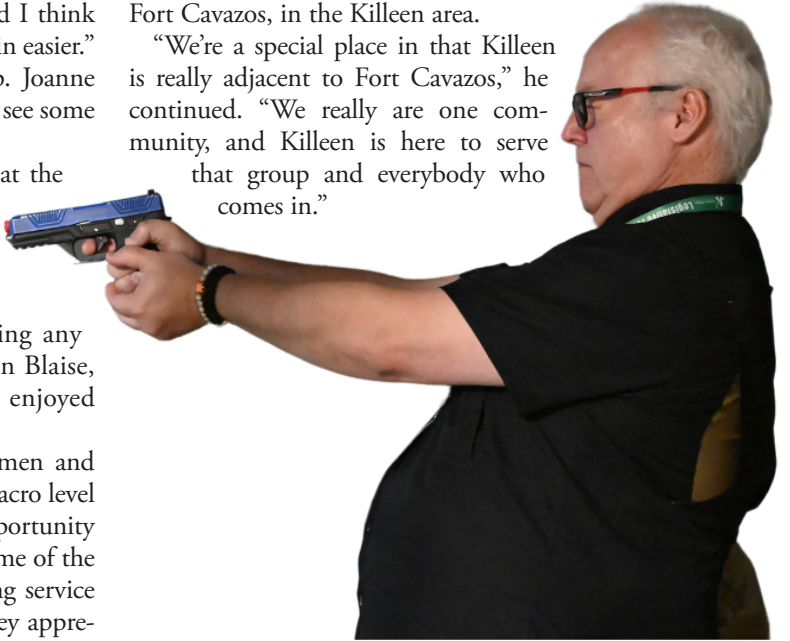 d I think
in easier.”
p. Joanne
see some
at the
ing any
n Blaise,
enjoyed
men and
acro level
portunity
me of the
ng service
ey appre-
Fort Cavazos, in the Killeen area.
“We’re a special place in that Killeen
is really adjacent to Fort Cavazos,” he
continued. “We really are one com-
munity, and Killeen is here to serve
that group and everybody who
comes in.”
Legislative